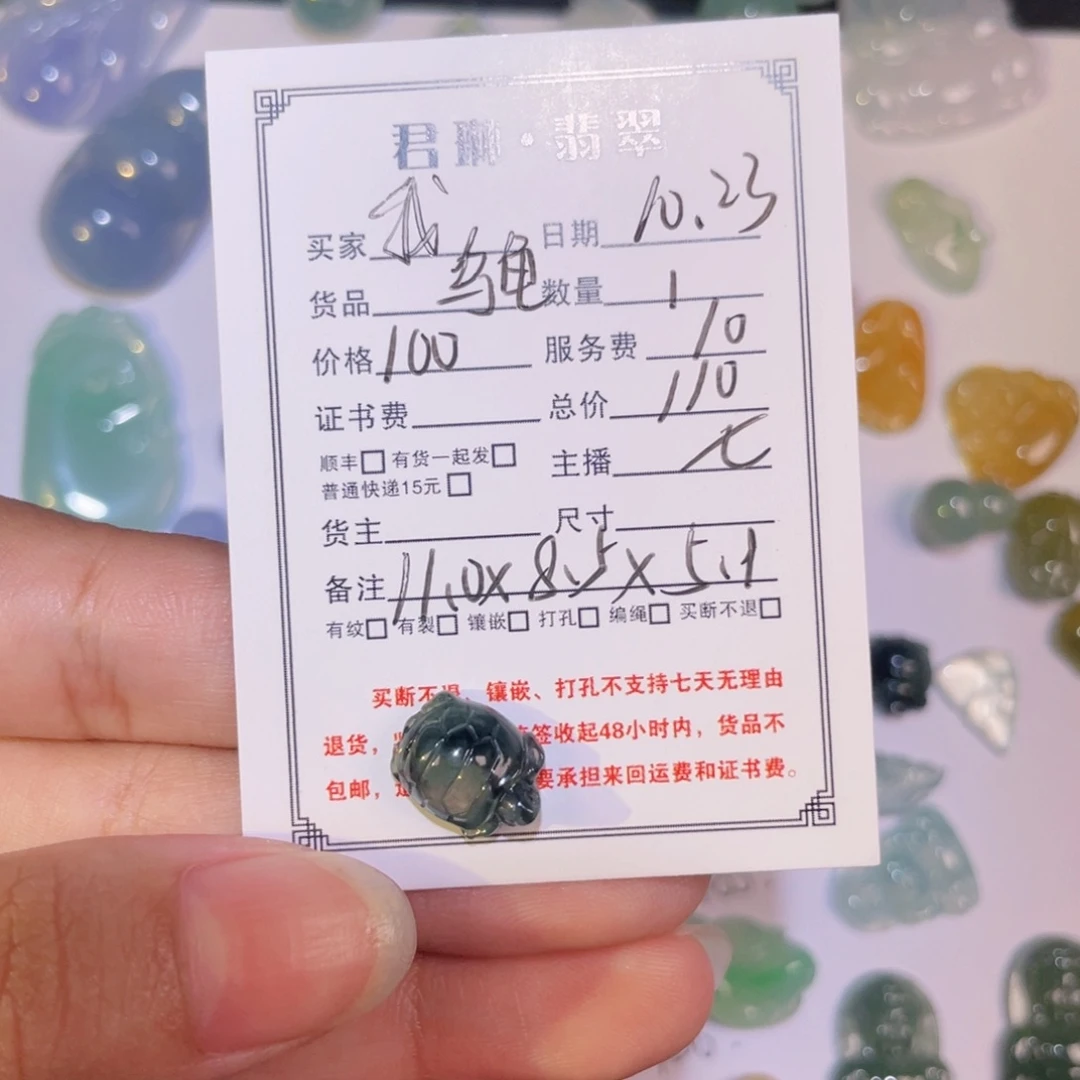 君 · 翡翠
买家 我 日期 10.23
货品 乌龟 数量 1
价格 100 服务费 10
证书费 总价 110
顺丰□ 有货一起发□ 主播 七
普通快递15元 □
货主 尺寸
备注 11.0x8.5x5.1
有纹□ 有裂□ 镶嵌□ 打孔□ 编绳□ 买断不退□
买断不退、镶嵌、打孔不支持七天无理由
退货, 签收起48小时内,货品不
包邮, 要承担来回运费和证书费。